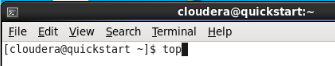 cloudera@quickstart:~
File Edit View Search Terminal Help
[cloudera@quickstart ~]$ top